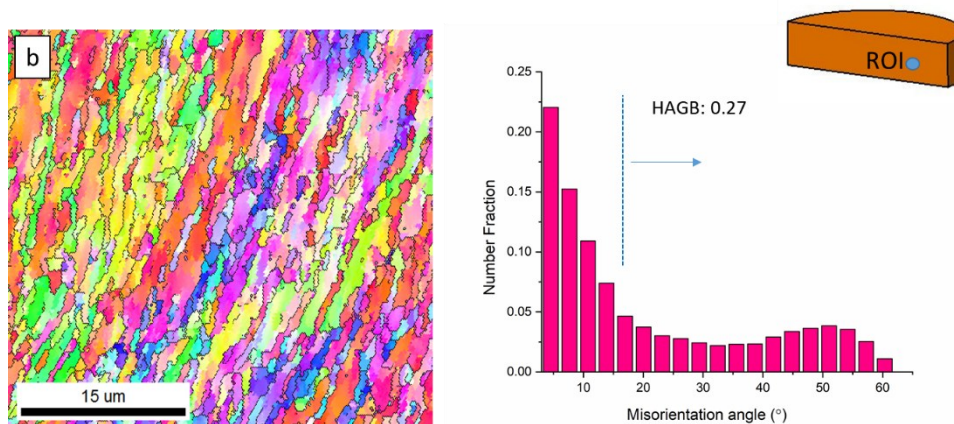 b
15 um
ROI
HAGB: 0.27
Number Fraction
0.25
0.20
0.15
0.10
0.05
0.00
10 20 30 40 50 60
Misorientation angle (°)